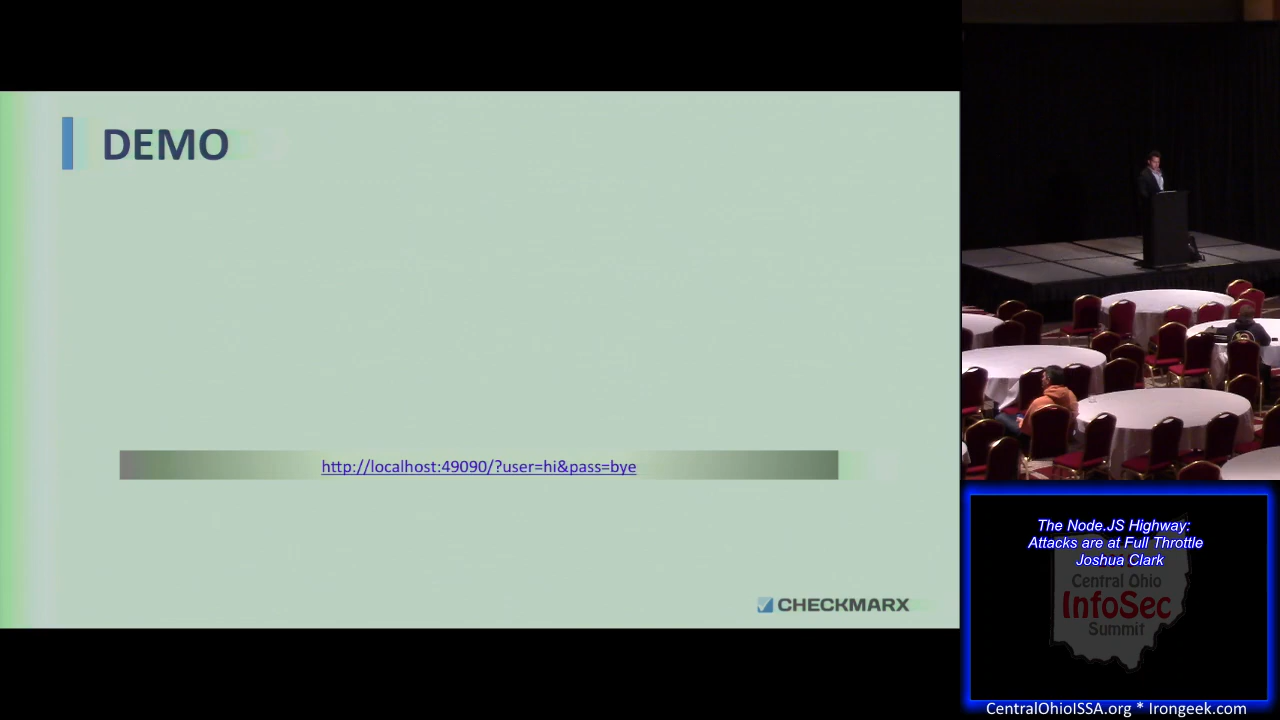 DEMO
http://localhost:49090/?user=hi&pass=bye
CHECKMARX
The Node.JS Highway:
Attacks are at Full Throttle
Joshua Clark
Central Ohio
InfoSec
Summit
CentralOhioISSA.org * Irongeek.com